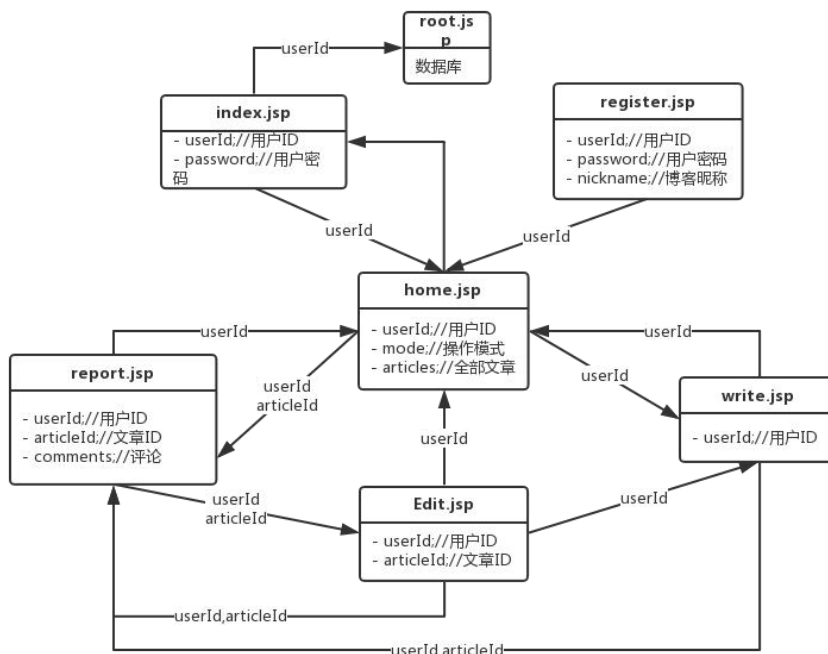 root.js
p
数据库
userId
index.jsp
- userId;//用户ID
- password;//用户密
码
register.jsp
- userId;//用户ID
- password;//用户密码
- nickname;//博客昵称
userId
userId
home.jsp
- userId;//用户ID
- mode;//操作模式
- articles;//全部文章
userId
userId
report.jsp
- userId;//用户ID
- articleId;//文章ID
- comments;//评论
userId
articleId
userId
write.jsp
- userId;//用户ID
userId
userId
articleId
Edit.jsp
- userId;//用户ID
- articleId;//文章ID
userId
userId,articleId
userId,articleId